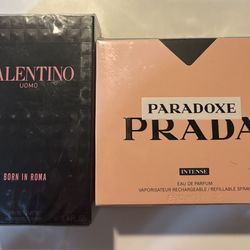 VALENTINO
UOMO
BORN IN ROMA
PARADOXE
PRADA
INTENSE
EAU DE PARFUM
VAPORISATEUR RECHARGEABLE / REFILLABLE SPRAY